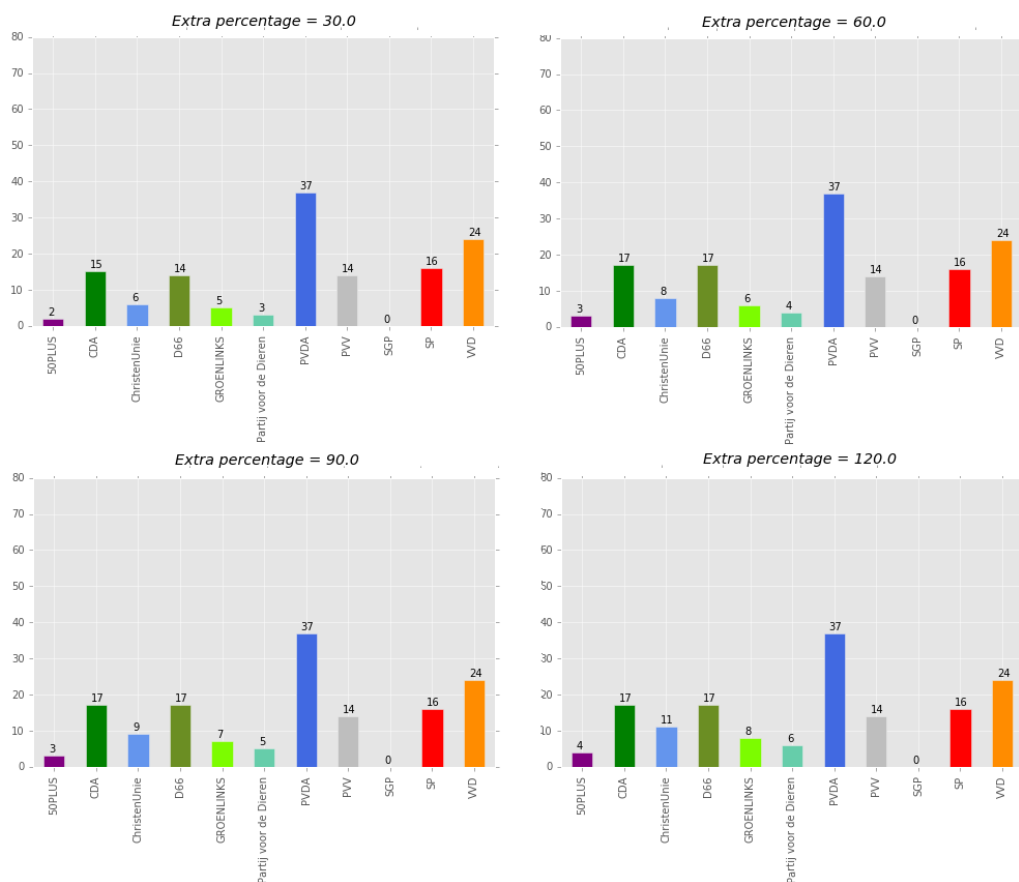 Extra percentage = 30.0
80
70
60
50
40
30
20
10
0
2
15
6
14
5
3
37
14
0
16
24
50PLUS
CDA
ChristenUnie
D66
GROENLINKS
Partij voor de Dieren
PVDA
PVV
SGP
SP
VVD
Extra percentage = 60.0
80
70
60
50
40
30
20
10
0
3
17
8
17
6
4
37
14
0
16
24
50PLUS
CDA
ChristenUnie
D66
GROENLINKS
Partij voor de Dieren
PVDA
PVV
SGP
SP
VVD
Extra percentage = 90.0
80
70
60
50
40
30
20
10
0
3
17
9
17
7
5
37
14
0
16
24
50PLUS
CDA
ChristenUnie
D66
GROENLINKS
Partij voor de Dieren
PVDA
PVV
SGP
SP
VVD
Extra percentage = 120.0
80
70
60
50
40
30
20
10
0
4
17
11
17
8
6
37
14
0
16
24
50PLUS
CDA
ChristenUnie
D66
GROENLINKS
Partij voor de Dieren
PVDA
PVV
SGP
SP
VVD